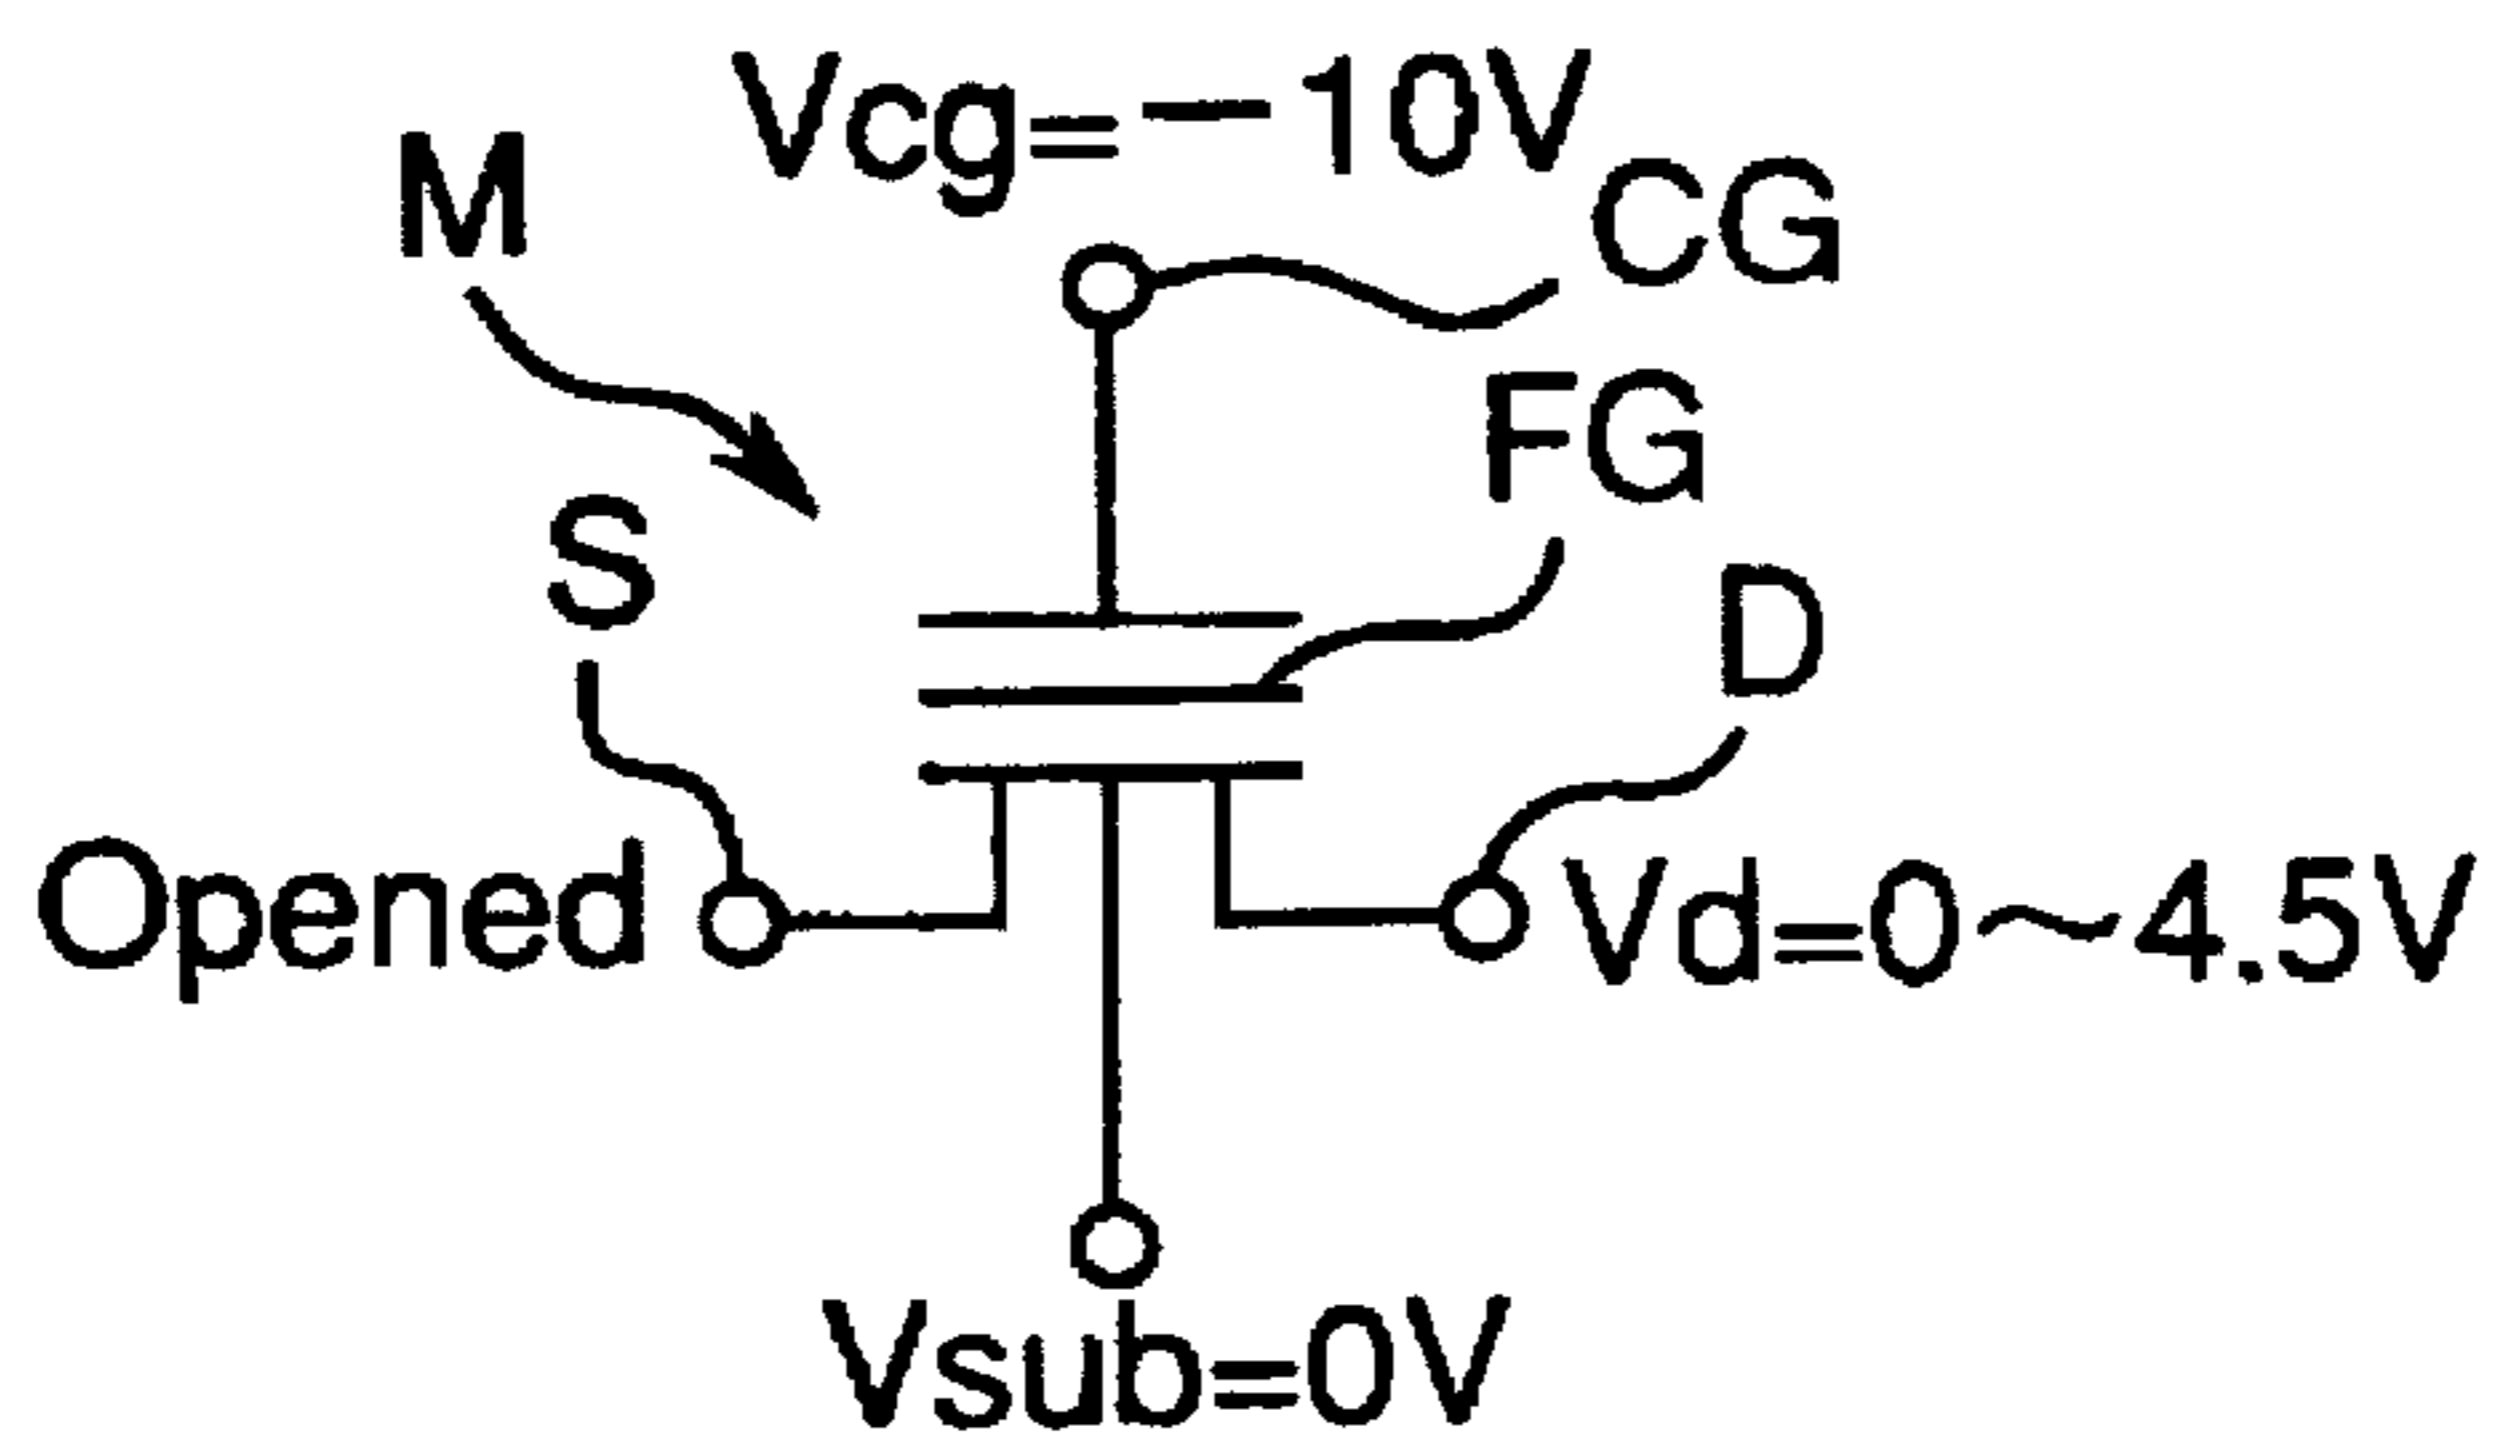 Vcg=−10V
M
CG
FG
S
D
Opened
Vd=0~4.5V
Vsub=0V